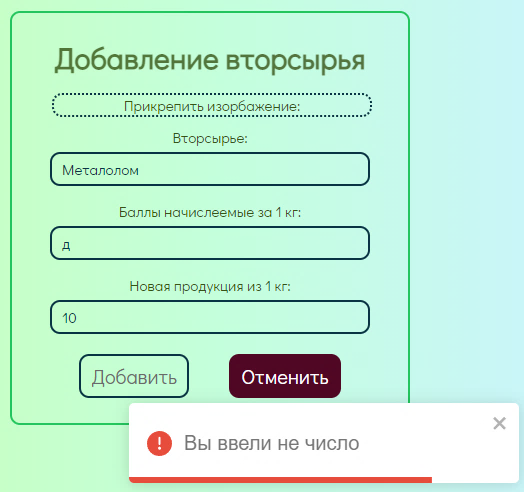 Добавление вторсырья
Прикрепить изорбажение:
Вторсырье:
Металолом
Баллы начислеемые за 1 кг:
д
Новая продукция из 1 кг:
10
Добавить Отменить
Вы ввели не число